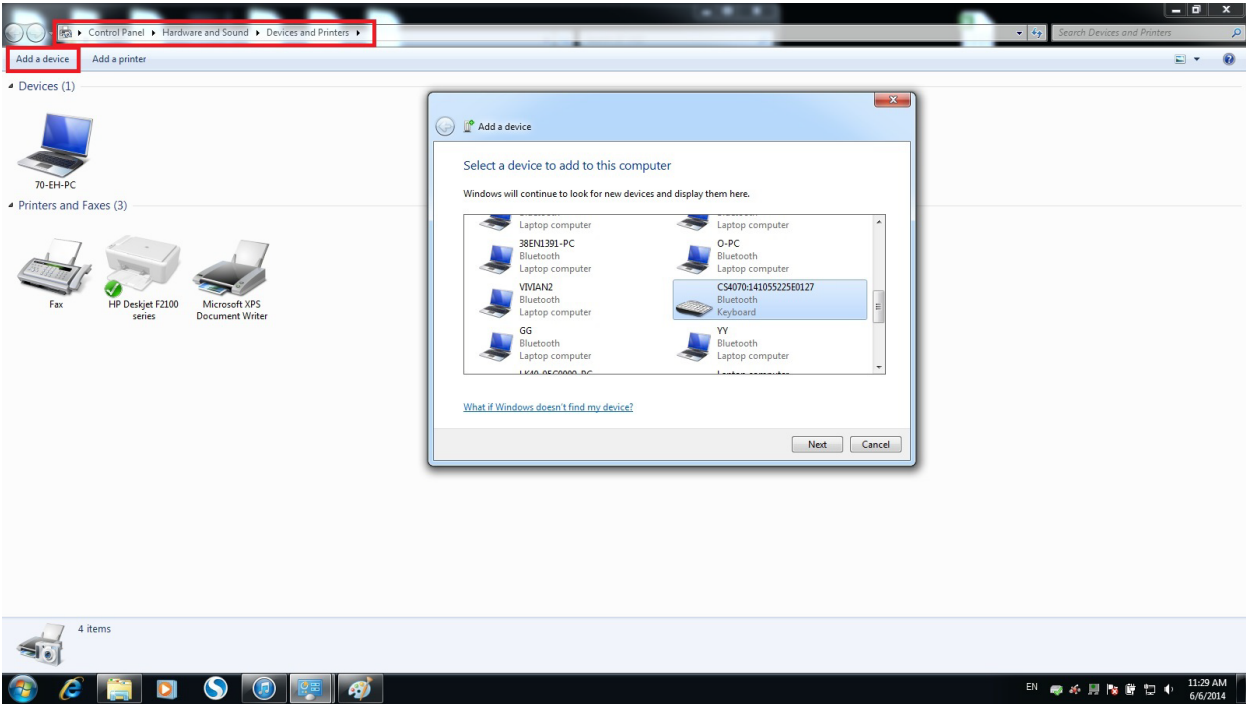 Control Panel Hardware and Sound Devices and Printers
Search Devices and Printers
Add a device Add a printer
Devices (1)
70-EH-PC
Printers and Faxes (3)
Fax
HP Deskjet F2100 series
Microsoft XPS Document Writer
Add a device
Select a device to add to this computer
Windows will continue to look for new devices and display them here.
Bluetooth
Laptop computer
Bluetooth
Laptop computer
38EN1391-PC
Bluetooth
Laptop computer
O-PC
Bluetooth
Laptop computer
VIVIAN2
Bluetooth
Laptop computer
CS4070:141055225E0127
Bluetooth
Keyboard
GG
Bluetooth
Laptop computer
YY
Bluetooth
Laptop computer
Laptop computer
What if Windows doesn't find my device?
Next Cancel
4 items
EN
11:29 AM
6/6/2014